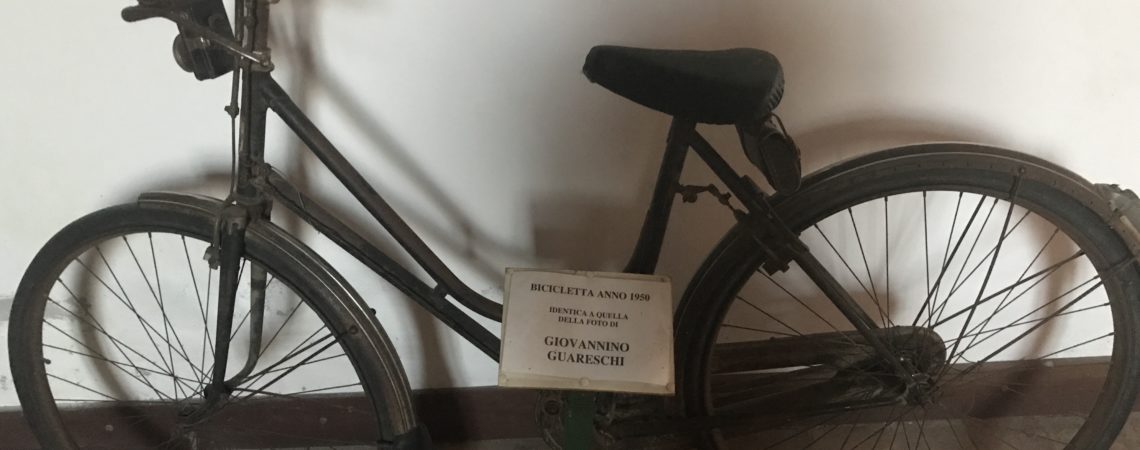 BICICLETTA ANNO 1950
IDENTICA A QUELLA
DELLA FOTO DI
GIOVANNINO
GUARESCHI